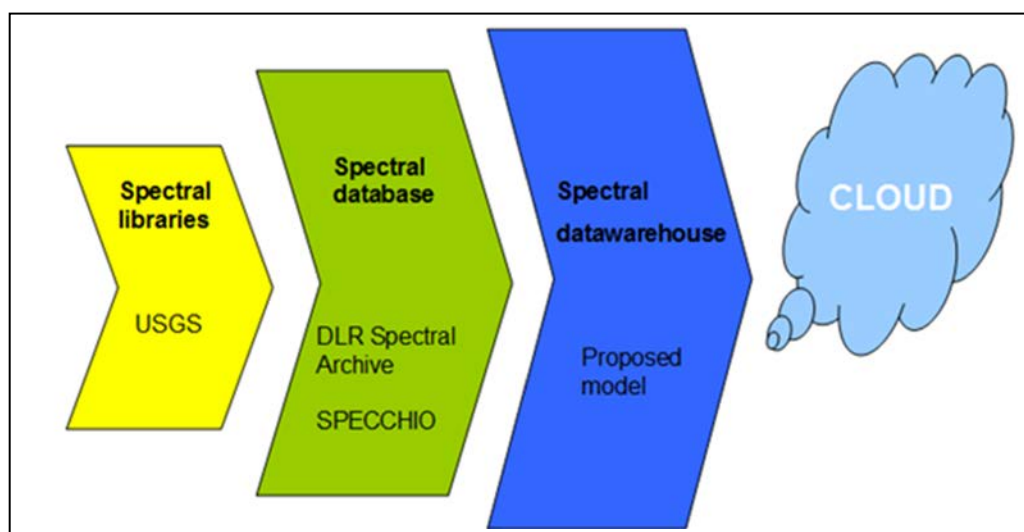 Spectral
libraries
USGS
Spectral
database
DLR Spectral
Archive
SPECCHIO
Spectral
datawarehouse
Proposed
model
CLOUD